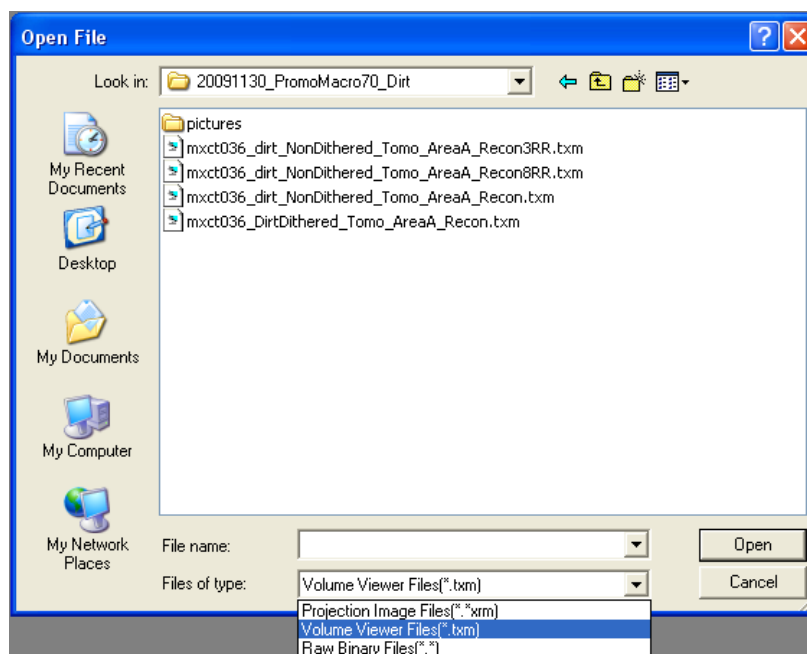 Open File
Look in:
20091130_PromoMacro70_Dirt
My Recent
Documents
Desktop
My Documents
My Computer
My Network
Places
pictures
mxct036_dirt_NonDithered_Tomo_AreaA_Recon3RR.txm
mxct036_dirt_NonDithered_Tomo_AreaA_Recon8RR.txm
mxct036_dirt_NonDithered_Tomo_AreaA_Recon.txm
mxct036_DirtDithered_Tomo_AreaA_Recon.txm
File name:
Open
Files of type:
Volume Viewer Files(*.txm)
Cancel
Projection Image Files(*.*xrm)
Volume Viewer Files(*.txm)
Raw Binary Files(*.*)